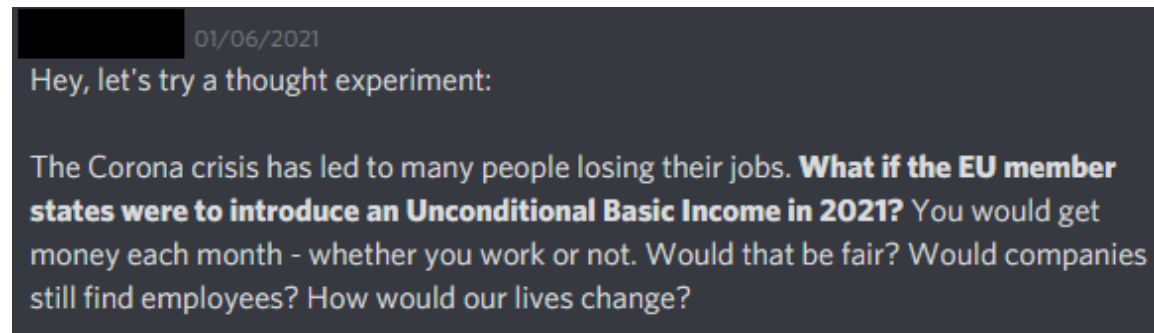 01/06/2021
Hey, let's try a thought experiment:
The Corona crisis has led to many people losing their jobs. What if the EU member
states were to introduce an Unconditional Basic Income in 2021? You would get
money each month - whether you work or not. Would that be fair? Would companies
still find employees? How would our lives change?